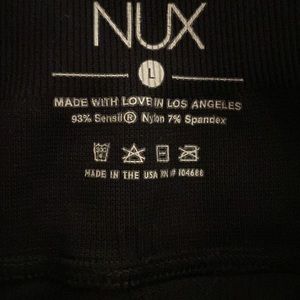 NUX
L
MADE WITH LOVE IN LOS ANGELES
93% Sensil® Nylon 7% Spandex
MADE IN THE USA RN # 104688